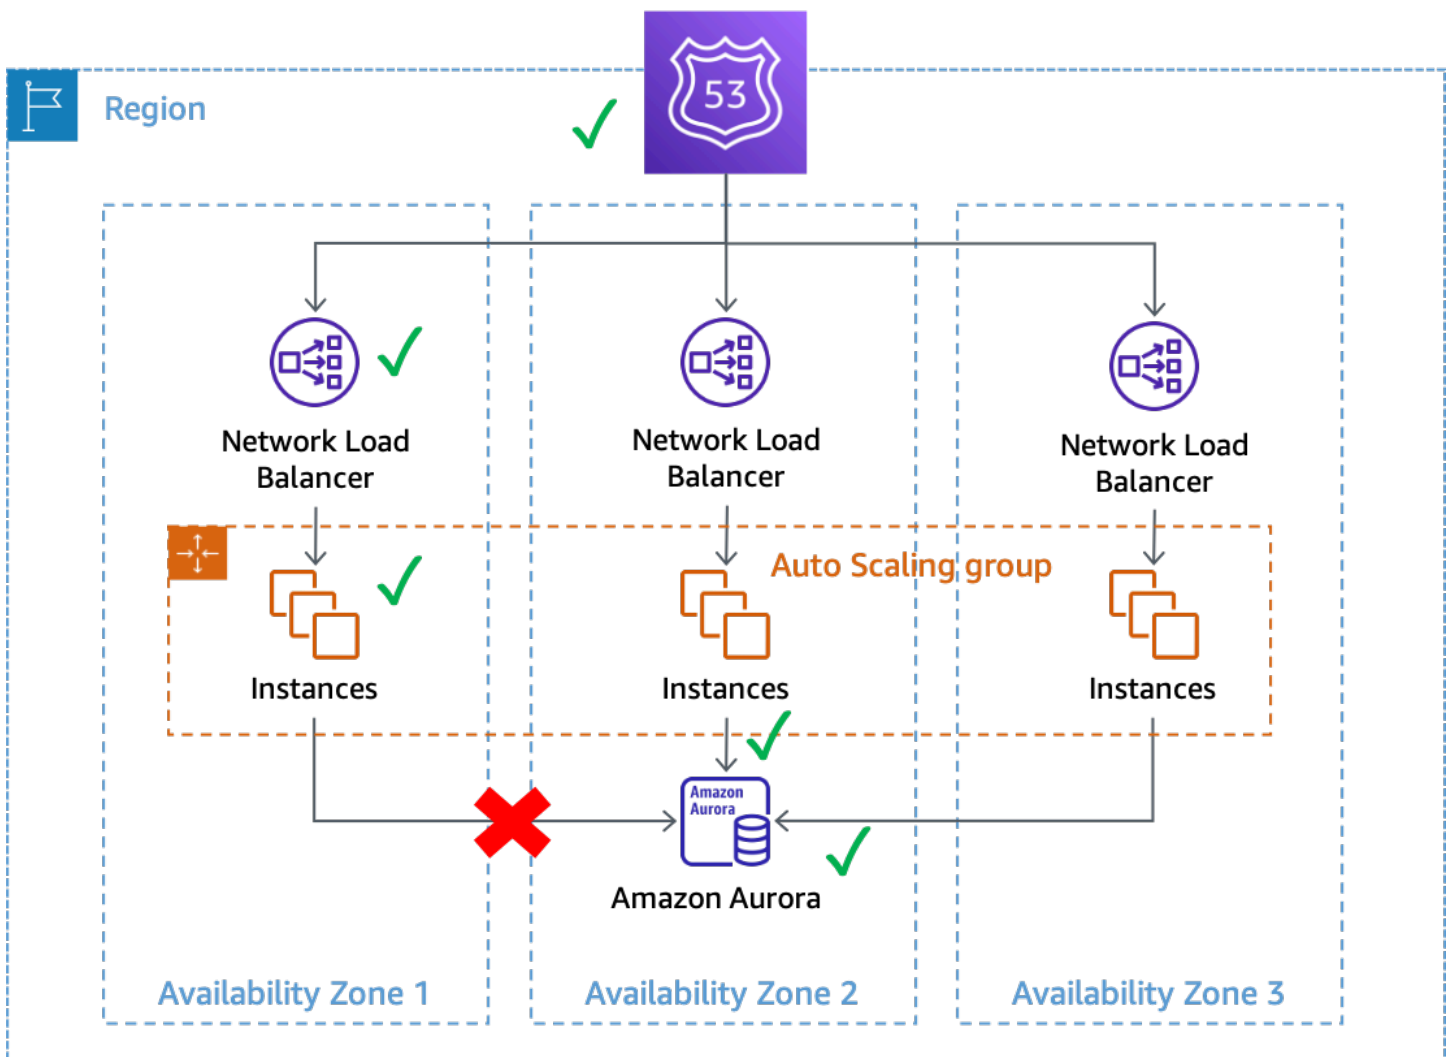 53
Region
Network Load
Balancer
Network Load
Balancer
Network Load
Balancer
Auto Scaling group
Instances
Instances
Instances
Amazon
Aurora
Amazon Aurora
Availability Zone 1
Availability Zone 2
Availability Zone 3